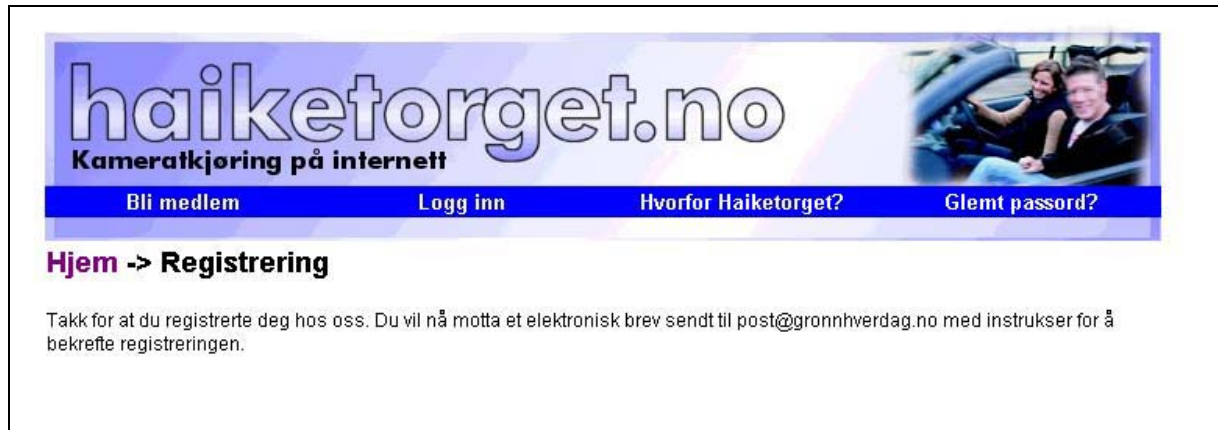 haiketorget.no
Kameratkjøring på internett
Bli medlem Logg inn Hvorfor Haiketorget? Glemt passord?
Hjem -> Registrering
Takk for at du registrerte deg hos oss. Du vil nå motta et elektronisk brev sendt til post@gronnhverdag.no med instrukser for å
bekrefte registreringen.